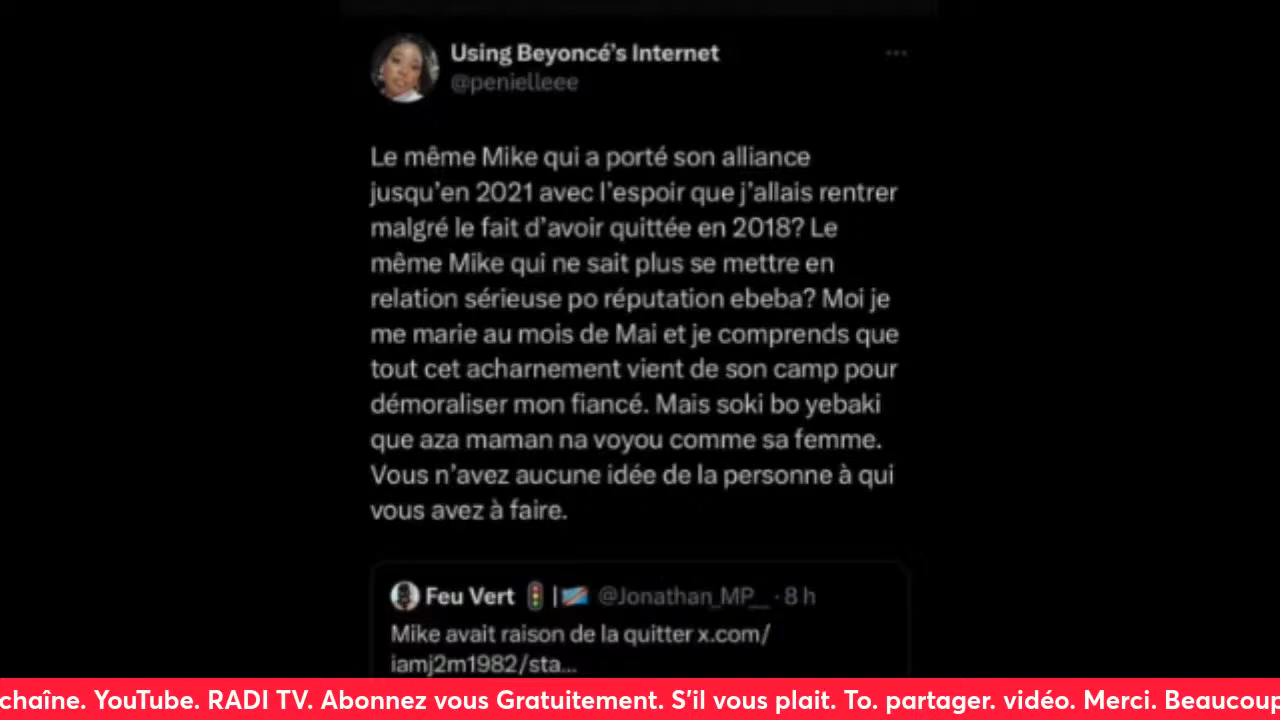 Using Beyoncé's Internet
@penielleee
Le même Mike qui a porté son alliance
jusqu'en 2021 avec l'espoir que j'allais rentrer
malgré le fait d'avoir quittée en 2018? Le
même Mike qui ne sait plus se mettre en
relation sérieuse po réputation ebeba? Moi je
me marie au mois de Mai et je comprends que
tout cet acharnement vient de son camp pour
démoraliser mon fiancé. Mais soki bo yebaki
que aza maman na voyou comme sa femme.
Vous n'avez aucune idée de la personne à qui
vous avez à faire.
Feu Vert 🚦|🇨🇩 @Jonathan_MP__ · 8 h
Mike avait raison de la quitter x.com/
iamj2m1982/sta...
chaîne. YouTube. RADI TV. Abonnez vous Gratuitement. S'il vous plait. To. partager. vidéo. Merci. Beaucoup